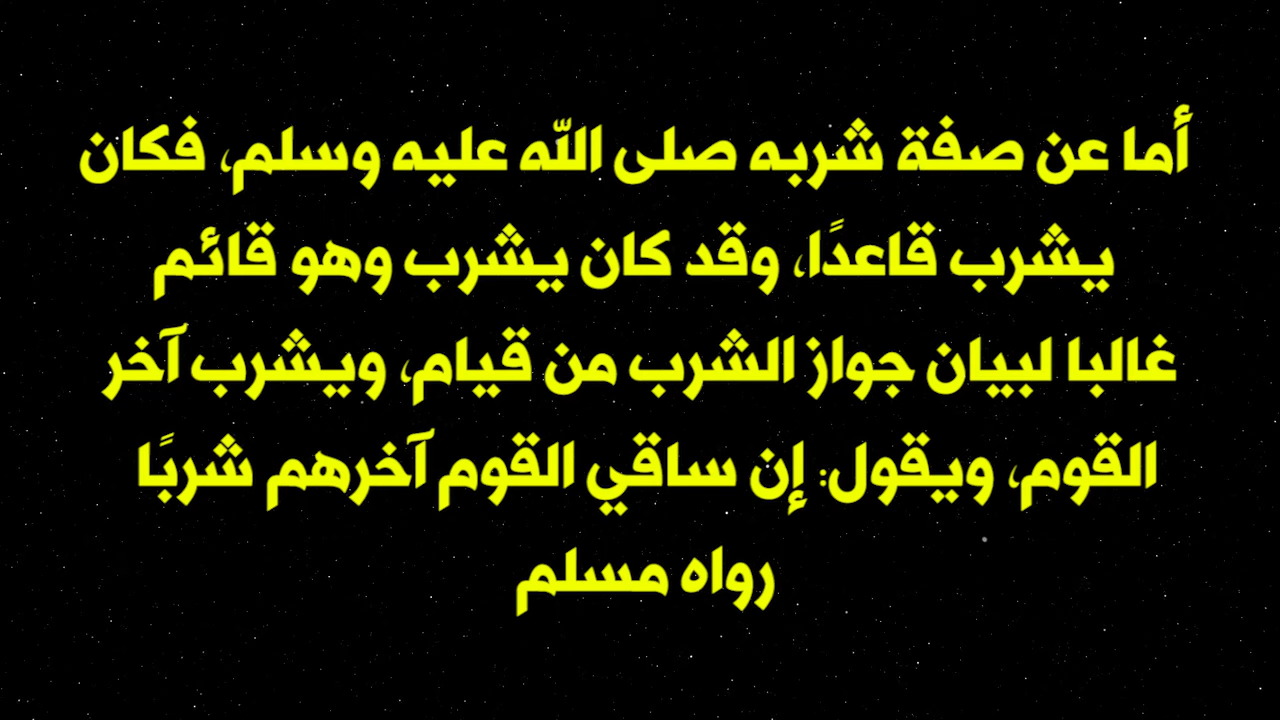 أما عن صفة شربه صلى الله عليه وسلم، فكان
يشرب قاعدًا، وقد كان يشرب وهو قائم
غالبا لبيان جواز الشرب من قيام، ويشرب آخر
القوم، ويقول: إن ساقي القوم آخرهم شربًا
رواه مسلم